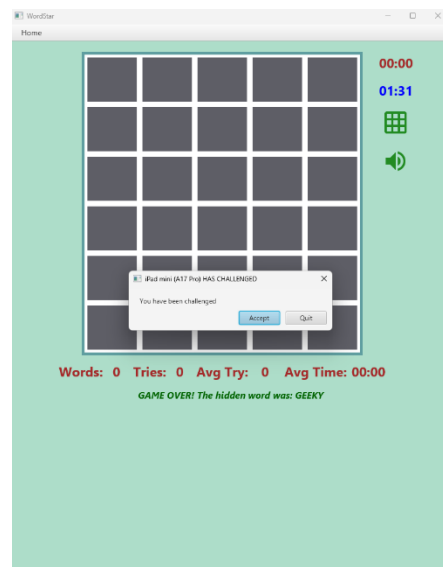 WordStar
Home
00:00
01:31
iPad mini (A17 Pro) HAS CHALLENGED
You have been challenged
Accept Quit
Words: 0 Tries: 0 Avg Try: 0 Avg Time: 00:00
GAME OVER! The hidden word was: GEEKY